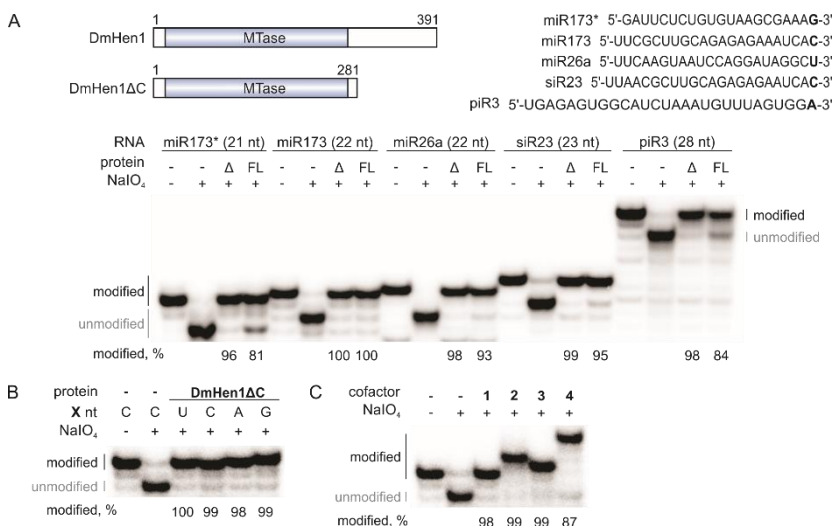 A
1 391
DmHen1 MTase
1 281
DmHen1ΔC MTase
miR173* 5'-GAUUCUCUGUGUAAGCGAAAG-3'
miR173 5'-UUCGCUUGCAGAGAGAAAUCAC-3'
miR26a 5'-UUCAAGUAAUCCAGGAUAGGCU-3'
siR23 5'-UUAACGCUUGCAGAGAGAAUCAC-3'
piR3 5'-UGAGAGUGGCAUCUAAAUGUUUAGUGGA-3'
RNA miR173* (21 nt) miR173 (22 nt) miR26a (22 nt) siR23 (23 nt) piR3 (28 nt)
protein - - Δ FL - - Δ FL - - Δ FL - - Δ FL - - Δ FL
NaIO4 - + + + - + + + - + + + - + + + - + + +
modified
unmodified
modified
unmodified
modified, % 96 81 100 100 98 93 99 95 98 84
B
protein - - DmHen1ΔC
X nt C C U C A G
NaIO4 - + + + + +
modified
unmodified
modified, % 100 99 98 99
C
cofactor - - 1 2 3 4
NaIO4 - + + + + +
modified
unmodified
modified, % 98 99 99 87